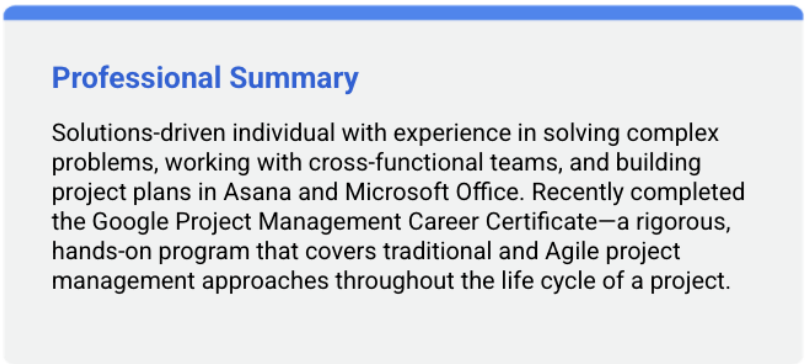 Professional Summary
Solutions-driven individual with experience in solving complex
problems, working with cross-functional teams, and building
project plans in Asana and Microsoft Office. Recently completed
the Google Project Management Career Certificate—a rigorous,
hands-on program that covers traditional and Agile project
management approaches throughout the life cycle of a project.